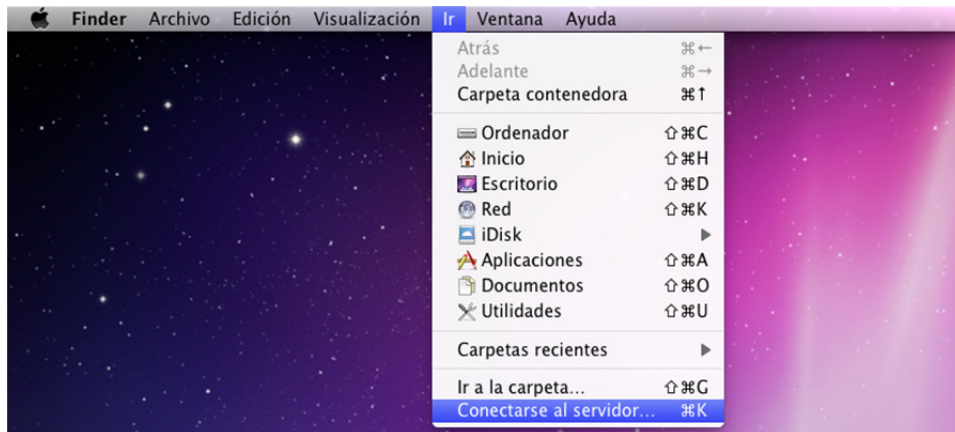 Finder Archivo Edición Visualización Ir Ventana Ayuda
Atrás ⌘←
Adelante ⌘→
Carpeta contenedora ⌘↑
Ordenador ⇧⌘C
Inicio ⇧⌘H
Escritorio ⇧⌘D
Red ⇧⌘K
iDisk
Aplicaciones ⇧⌘A
Documentos ⇧⌘O
Utilidades ⇧⌘U
Carpetas recientes
Ir a la carpeta... ⇧⌘G
Conectarse al servidor... ⌘K